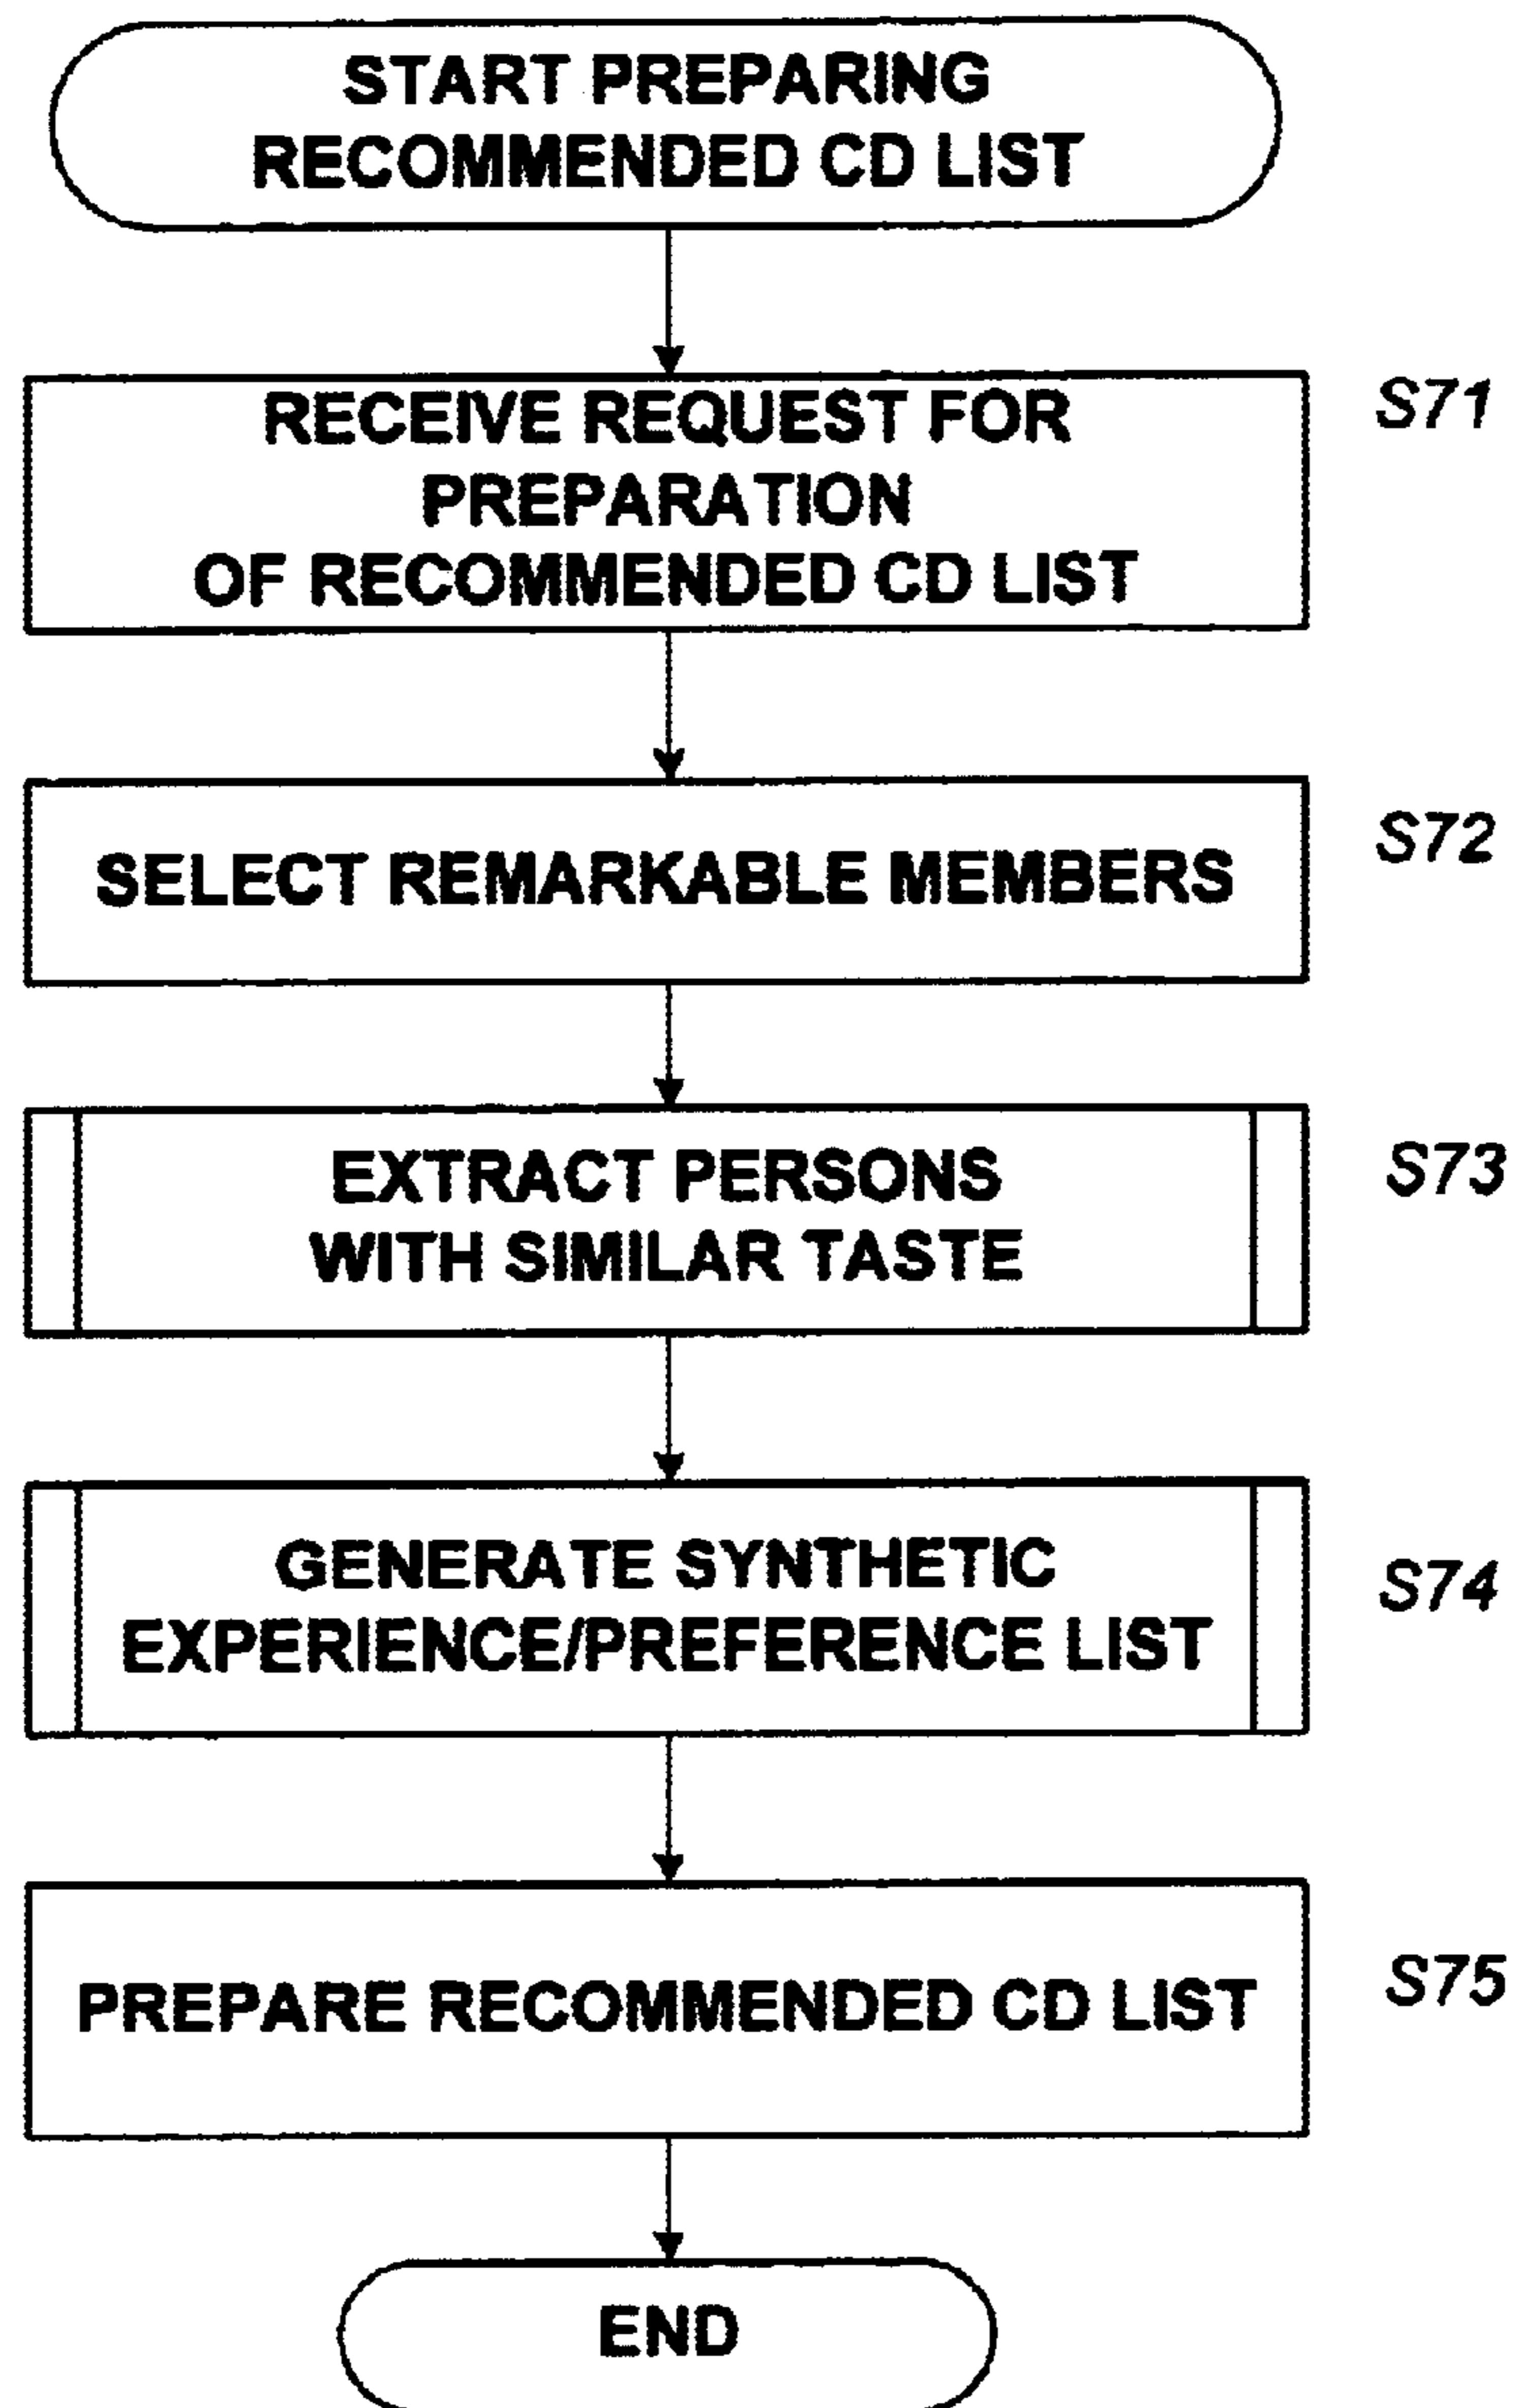 START PREPARING
RECOMMENDED CD LIST
RECEIVE REQUEST FOR
PREPARATION
OF RECOMMENDED CD LIST
S71
SELECT REMARKABLE MEMBERS
S72
EXTRACT PERSONS
WITH SIMILAR TASTE
S73
GENERATE SYNTHETIC
EXPERIENCE/PREFERENCE LIST
S74
PREPARE RECOMMENDED CD LIST
S75
END